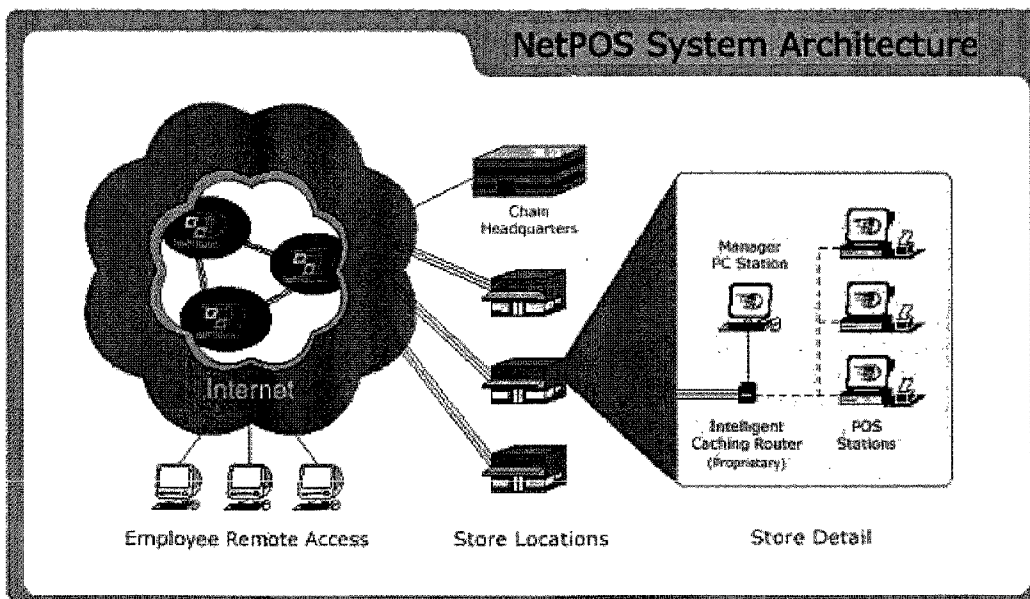 NetPOS System Architecture
Chain
Headquarters
Manager
PC Station
Internet
Intelligent
Caching Router
(Proprietary)
POS
Stations
Employee Remote Access
Store Locations
Store Detail